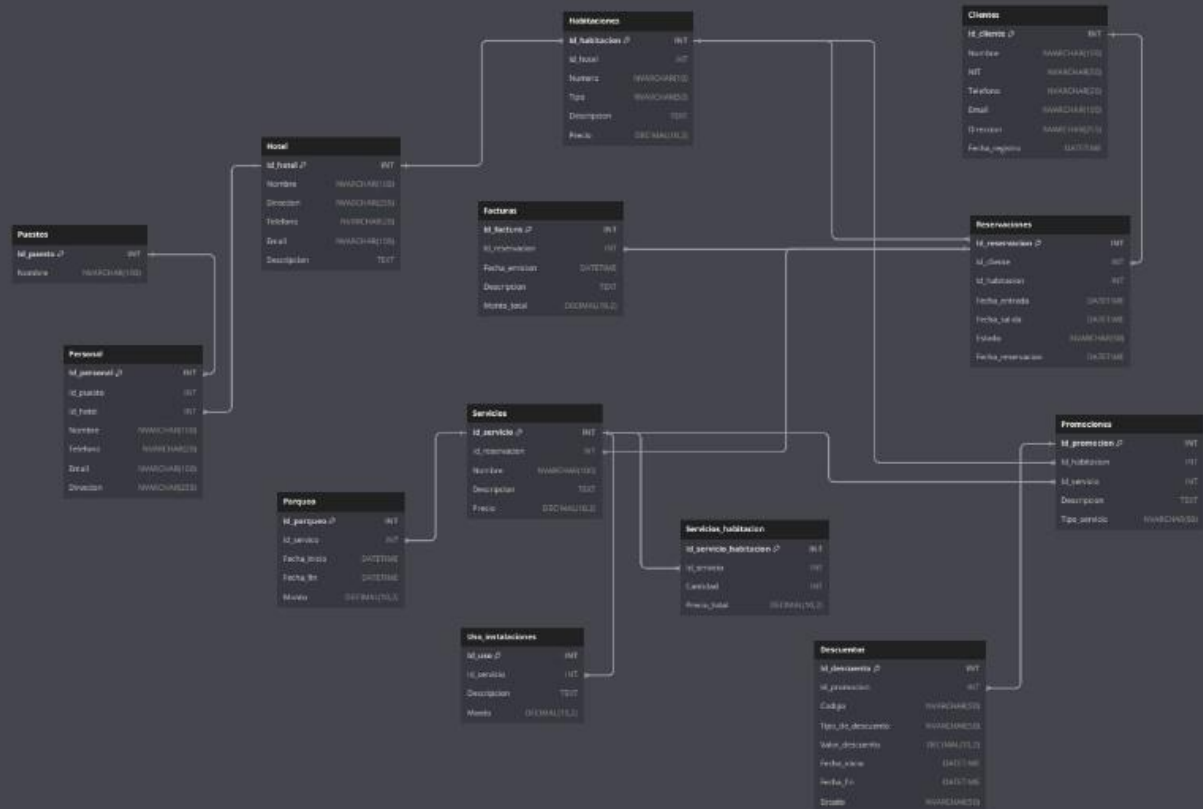 Habitaciones
Id_habitacion INT
Id_hotel INT
Numero NVARCHAR(10)
Tipo NVARCHAR(50)
Descripcion TEXT
Precio DECIMAL(10,2)
Clientes
Id_cliente INT
Nombre NVARCHAR(100)
NIT
Telefono NVARCHAR(20)
Email NVARCHAR(100)
Direccion NVARCHAR(255)
Fecha_registro DATETIME
Hotel
Id_hotel INT
Nombre NVARCHAR(100)
Direccion NVARCHAR(255)
Telefono NVARCHAR(20)
Email NVARCHAR(100)
Descripcion TEXT
Facturas
Id_factura INT
Id_reservacion INT
Fecha_emision DATETIME
Descripcion TEXT
Monto_total DECIMAL(10,2)
Reservaciones
Id_reservacion INT
Id_cliente INT
Id_habitacion INT
Fecha_entrada DATETIME
Fecha_salida DATETIME
Estado NVARCHAR(50)
Fecha_reservacion DATETIME
Puestos
Id_puesto INT
Nombre NVARCHAR(100)
Personal
Id_personal INT
Id_puesto INT
Id_hotel INT
Nombre NVARCHAR(100)
Telefono NVARCHAR(20)
Email NVARCHAR(100)
Direccion NVARCHAR(255)
Servicios
Id_servicio INT
Id_reservacion INT
Nombre NVARCHAR(100)
Descripcion TEXT
Precio DECIMAL(10,2)
Promociones
Id_promocion INT
Id_habitacion INT
Id_servicio INT
Descripcion TEXT
Tipo_servicio NVARCHAR(50)
Parqueo
Id_parqueo INT
Id_servicio INT
Fecha_inicio DATETIME
Fecha_fin DATETIME
Monto DECIMAL(10,2)
Servicios_habitacion
Id_servicio_habitacion INT
Id_servicio INT
Cantidad INT
Precio_total DECIMAL(10,2)
Uso_instalaciones
Id_uso INT
Id_servicio INT
Descripcion TEXT
Monto DECIMAL(10,2)
Descuentos
Id_descuento INT
Id_promocion INT
Codigo NVARCHAR(50)
Tipo_de_descuento NVARCHAR(50)
Valor_descuento DECIMAL(10,2)
Fecha_inicio DATETIME
Fecha_fin DATETIME
Estado NVARCHAR(50)